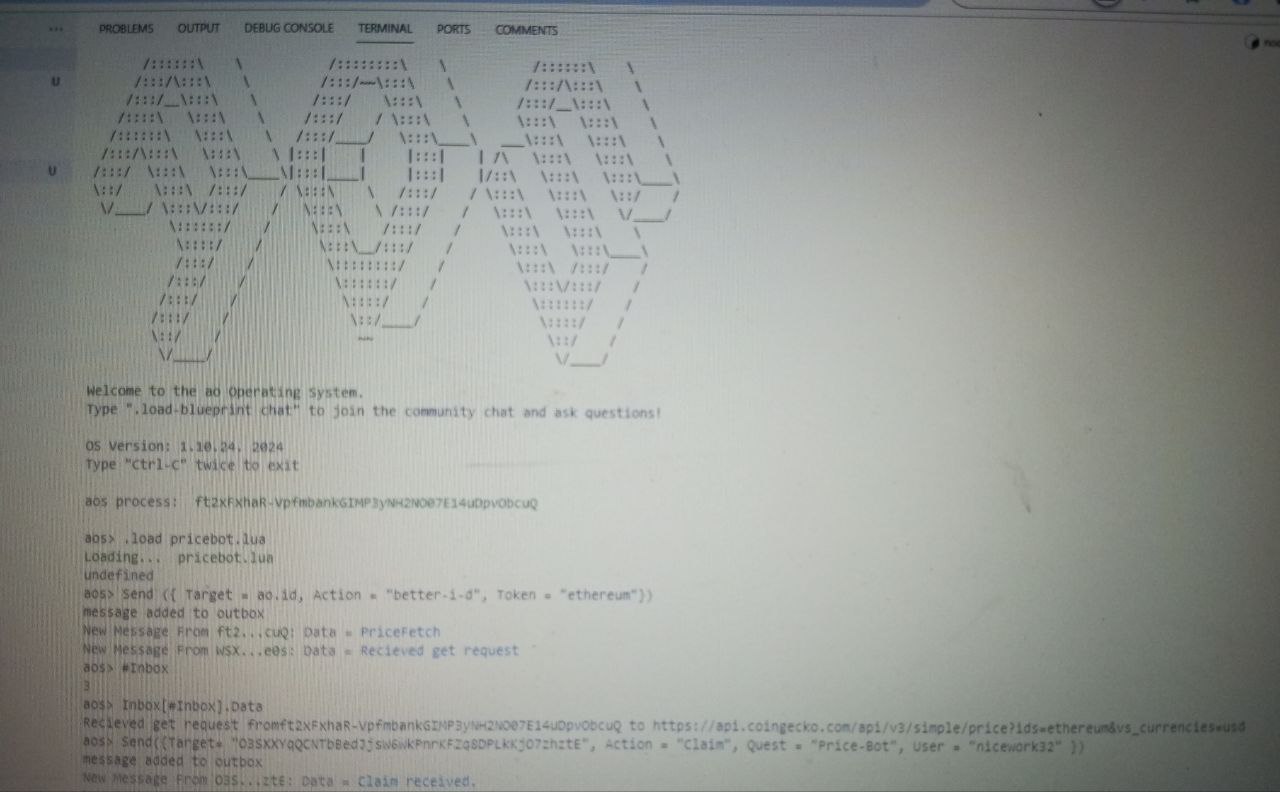 PROBLEMS OUTPUT DEBUG CONSOLE TERMINAL PORTS COMMENTS
U
U
Welcome to the ao Operating System.
Type ".load-blueprint chat" to join the community chat and ask questions!
OS Version: 1.10.24. 2024
Type "Ctrl-C" twice to exit
aos process:
aos> .load pricebot.lua
Loading... pricebot.lua
undefined
aos> Send ({ Target = ao.id, Action = "better-i-d", Token = "ethereum"})
message added to outbox
New Message From ft2...cuQ: Data = PriceFetch
New Message From WSX...e0s: Data = Recieved get request
aos> #Inbox
3
aos> Inbox[#Inbox].Data
Recieved get request to https://api.coingecko.com/api/v3/simple/price?ids=ethereum&vs_currencies=usd
aos> Send({Target= Action = "Claim", Quest = "Price-Bot", User = "nicework32" })
message added to outbox
New Message From O3S...ztE: Data = Claim received.